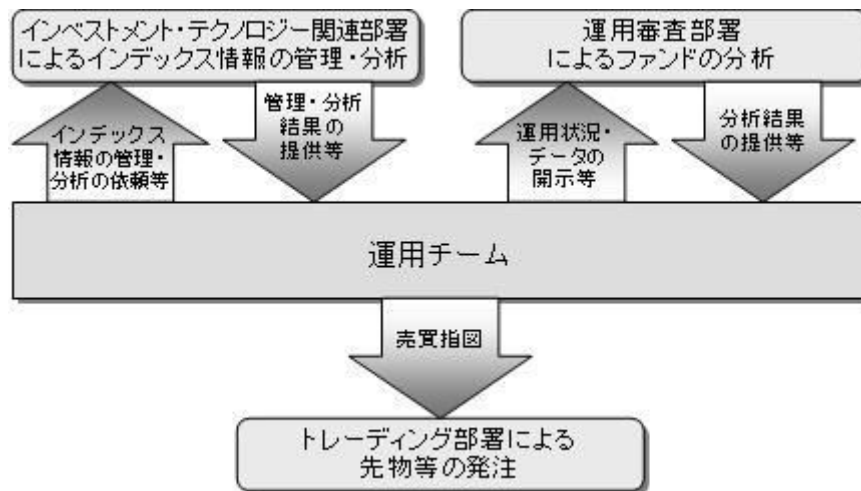 インベストメント・テクノロジー関連部署
によるインデックス情報の管理・分析
運用審査部署
によるファンドの分析
インデックス
情報の管理・
分析の依頼等
管理・分析
結果の
提供等
運用状況・
データの
開示等
分析結果
の提供等
運用チーム
売買指図
トレーディング部署による
先物等の発注